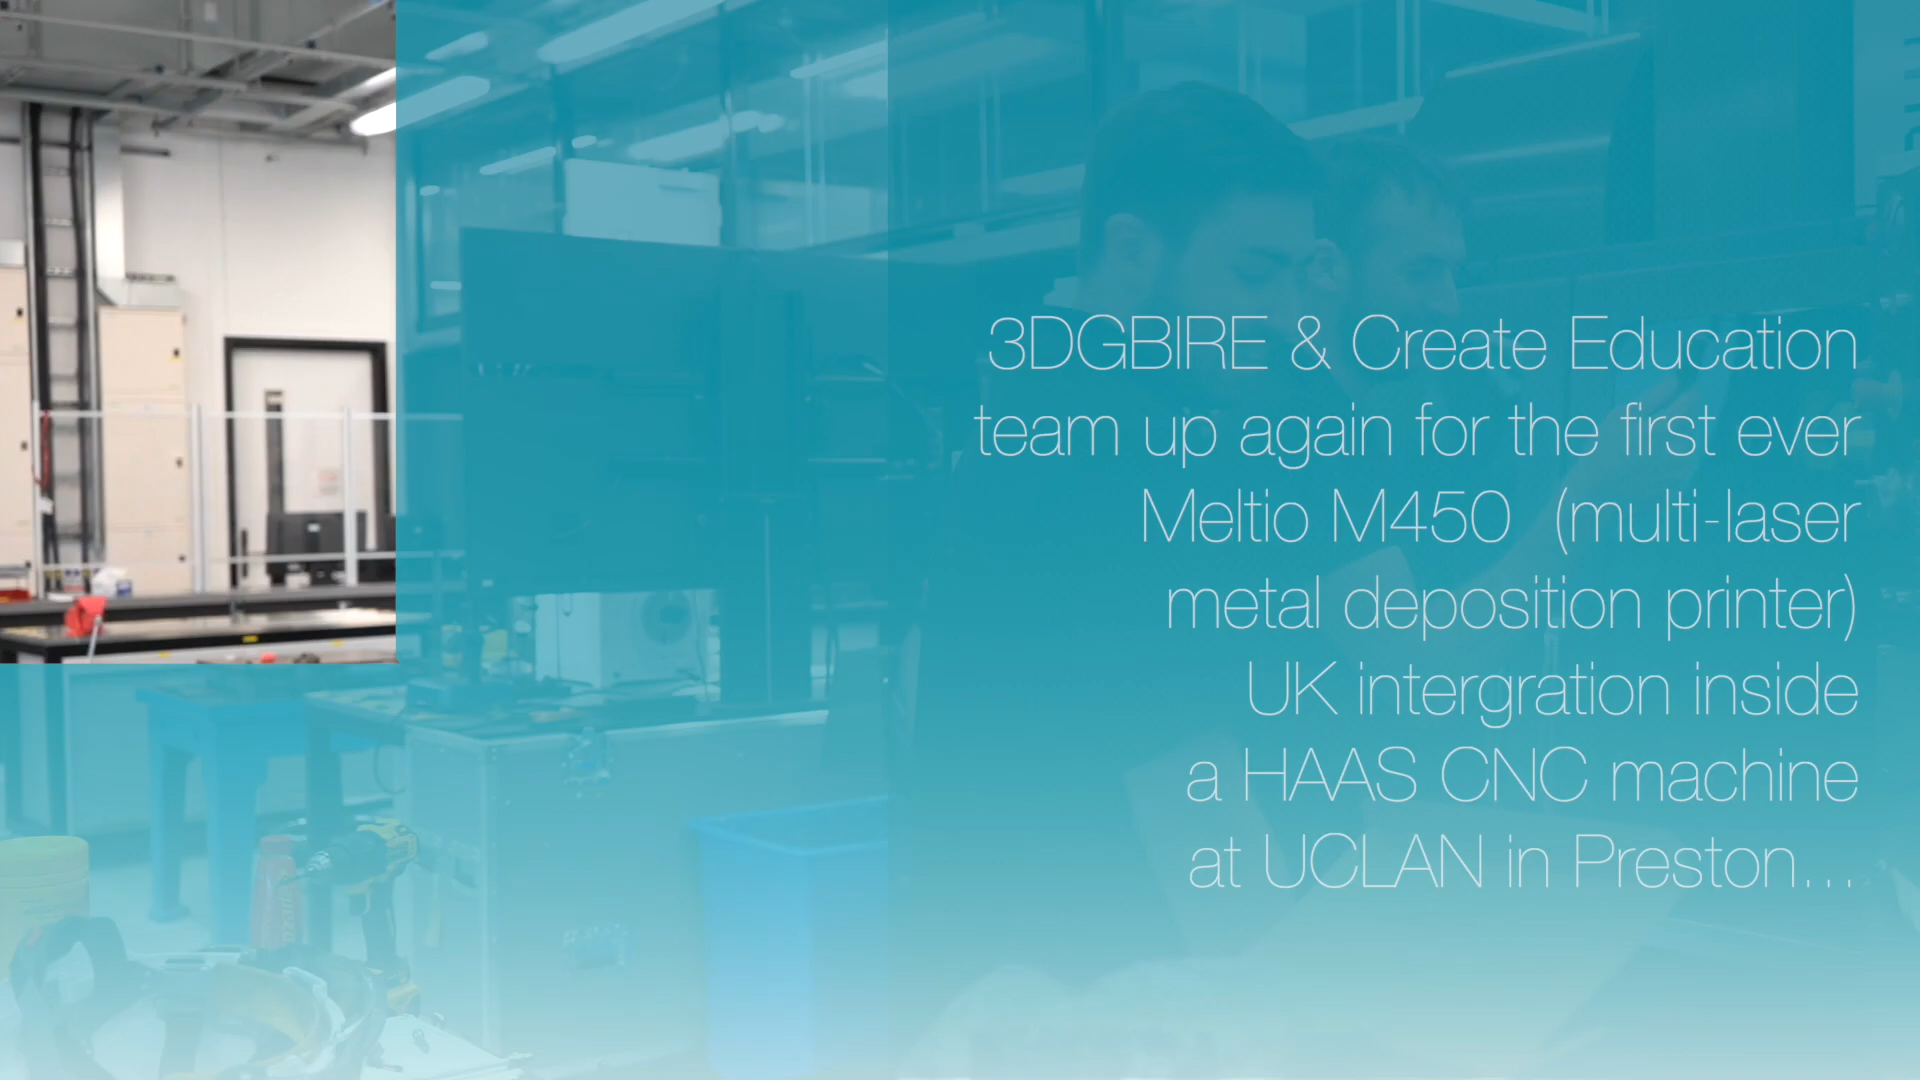 3DGBIRE & Create Education
team up again for the first ever
Meltio M450 (multi-laser
metal deposition printer)
UK intergration inside
a HAAS CNC machine
at UCLAN in Preston...